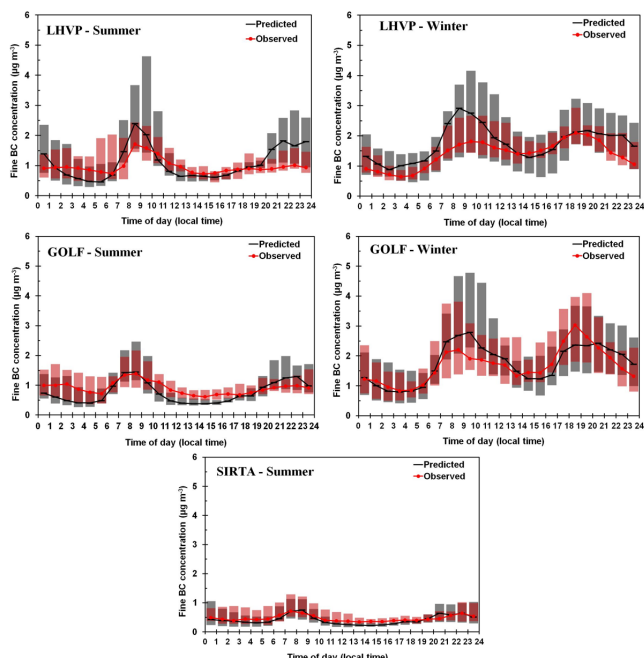 LHVP - Summer
Predicted
Observed
Fine BC concentration (µg m⁻³)
6
5
4
3
2
1
0
0 1 2 3 4 5 6 7 8 9 10 11 12 13 14 15 16 17 18 19 20 21 22 23 24
Time of day (local time)
LHVP - Winter
Predicted
Observed
Fine BC concentration (µg m⁻³)
6
5
4
3
2
1
0
0 1 2 3 4 5 6 7 8 9 10 11 12 13 14 15 16 17 18 19 20 21 22 23 24
Time of day (local time)
GOLF - Summer
Predicted
Observed
Fine BC concentration (µg m⁻³)
6
5
4
3
2
1
0
0 1 2 3 4 5 6 7 8 9 10 11 12 13 14 15 16 17 18 19 20 21 22 23 24
Time of day (local time)
GOLF - Winter
Predicted
Observed
Fine BC concentration (µg m⁻³)
6
5
4
3
2
1
0
0 1 2 3 4 5 6 7 8 9 10 11 12 13 14 15 16 17 18 19 20 21 22 23 24
Time of day (local time)
SIRTA - Summer
Predicted
Observed
Fine BC concentration (µg m⁻³)
6
5
4
3
2
1
0
0 1 2 3 4 5 6 7 8 9 10 11 12 13 14 15 16 17 18 19 20 21 22 23 24
Time of day (local time)